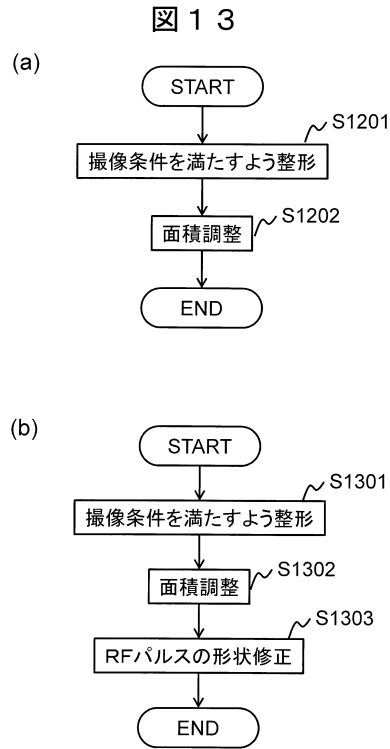 図１３
(a)
START
S1201
撮像条件を満たすよう整形
S1202
面積調整
END
(b)
START
S1301
撮像条件を満たすよう整形
S1302
面積調整
S1303
ＲＦパルスの形状修正
END